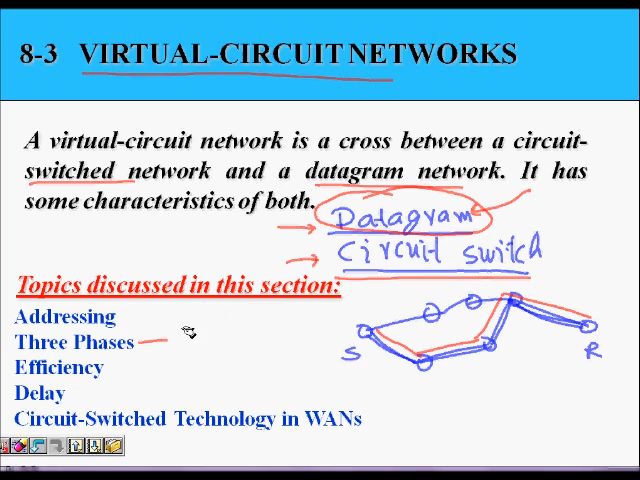 8-3 VIRTUAL-CIRCUIT NETWORKS
A virtual-circuit network is a cross between a circuit-
switched network and a datagram network. It has
some characteristics of both.
Datagram
Circuit switch
Topics discussed in this section:
Addressing
Three Phases
Efficiency
Delay
Circuit-Switched Technology in WANs
S
R